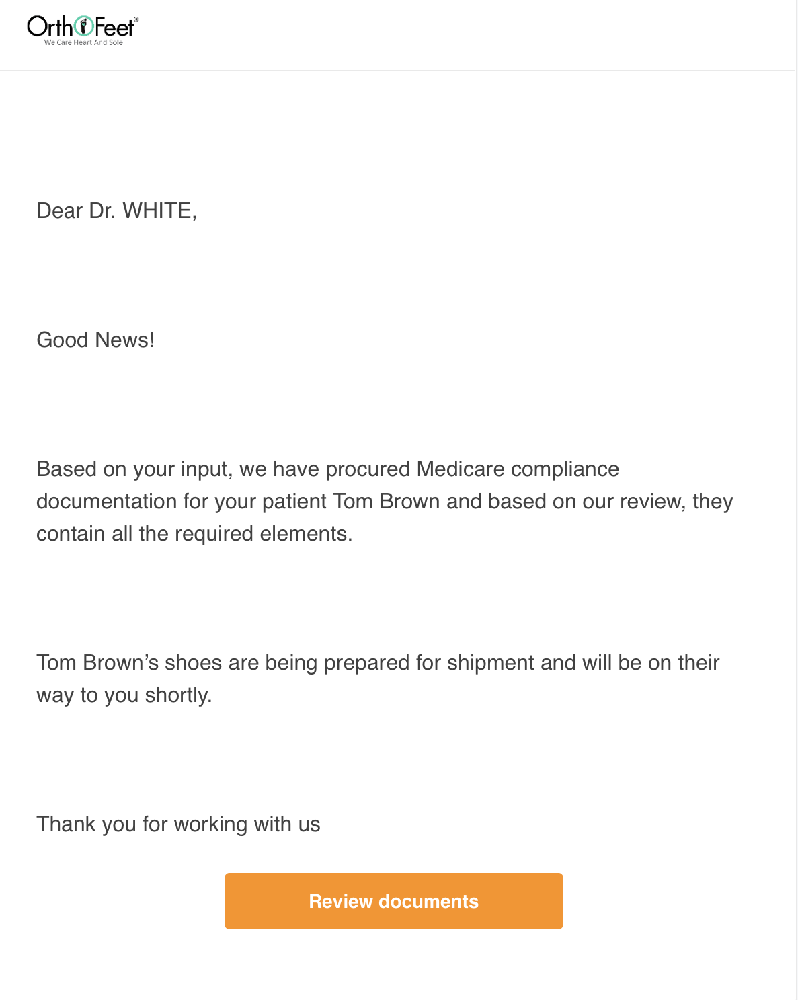 OrthoFeet®
We Care Heart And Sole
Dear Dr. WHITE,
Good News!
Based on your input, we have procured Medicare compliance
documentation for your patient Tom Brown and based on our review, they
contain all the required elements.
Tom Brown’s shoes are being prepared for shipment and will be on their
way to you shortly.
Thank you for working with us
Review documents